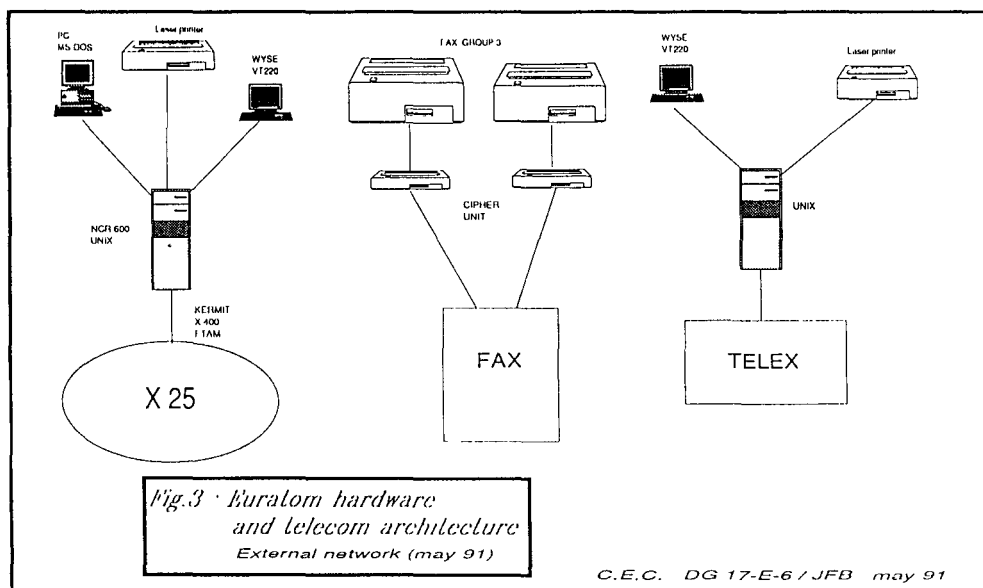 PC
MS DOS
Laser printer
WYSE
VT220
NCR 600
UNIX
KERMIT
X 400
FTAM
X 25
FAX GROUP 3
CIPHER
UNIT
FAX
WYSE
VT220
Laser printer
UNIX
TELEX
Fig.3 : Euratom hardware
and telecom architecture
External network (may 91)
C.E.C. DG 17-E-6 / JFB may 91